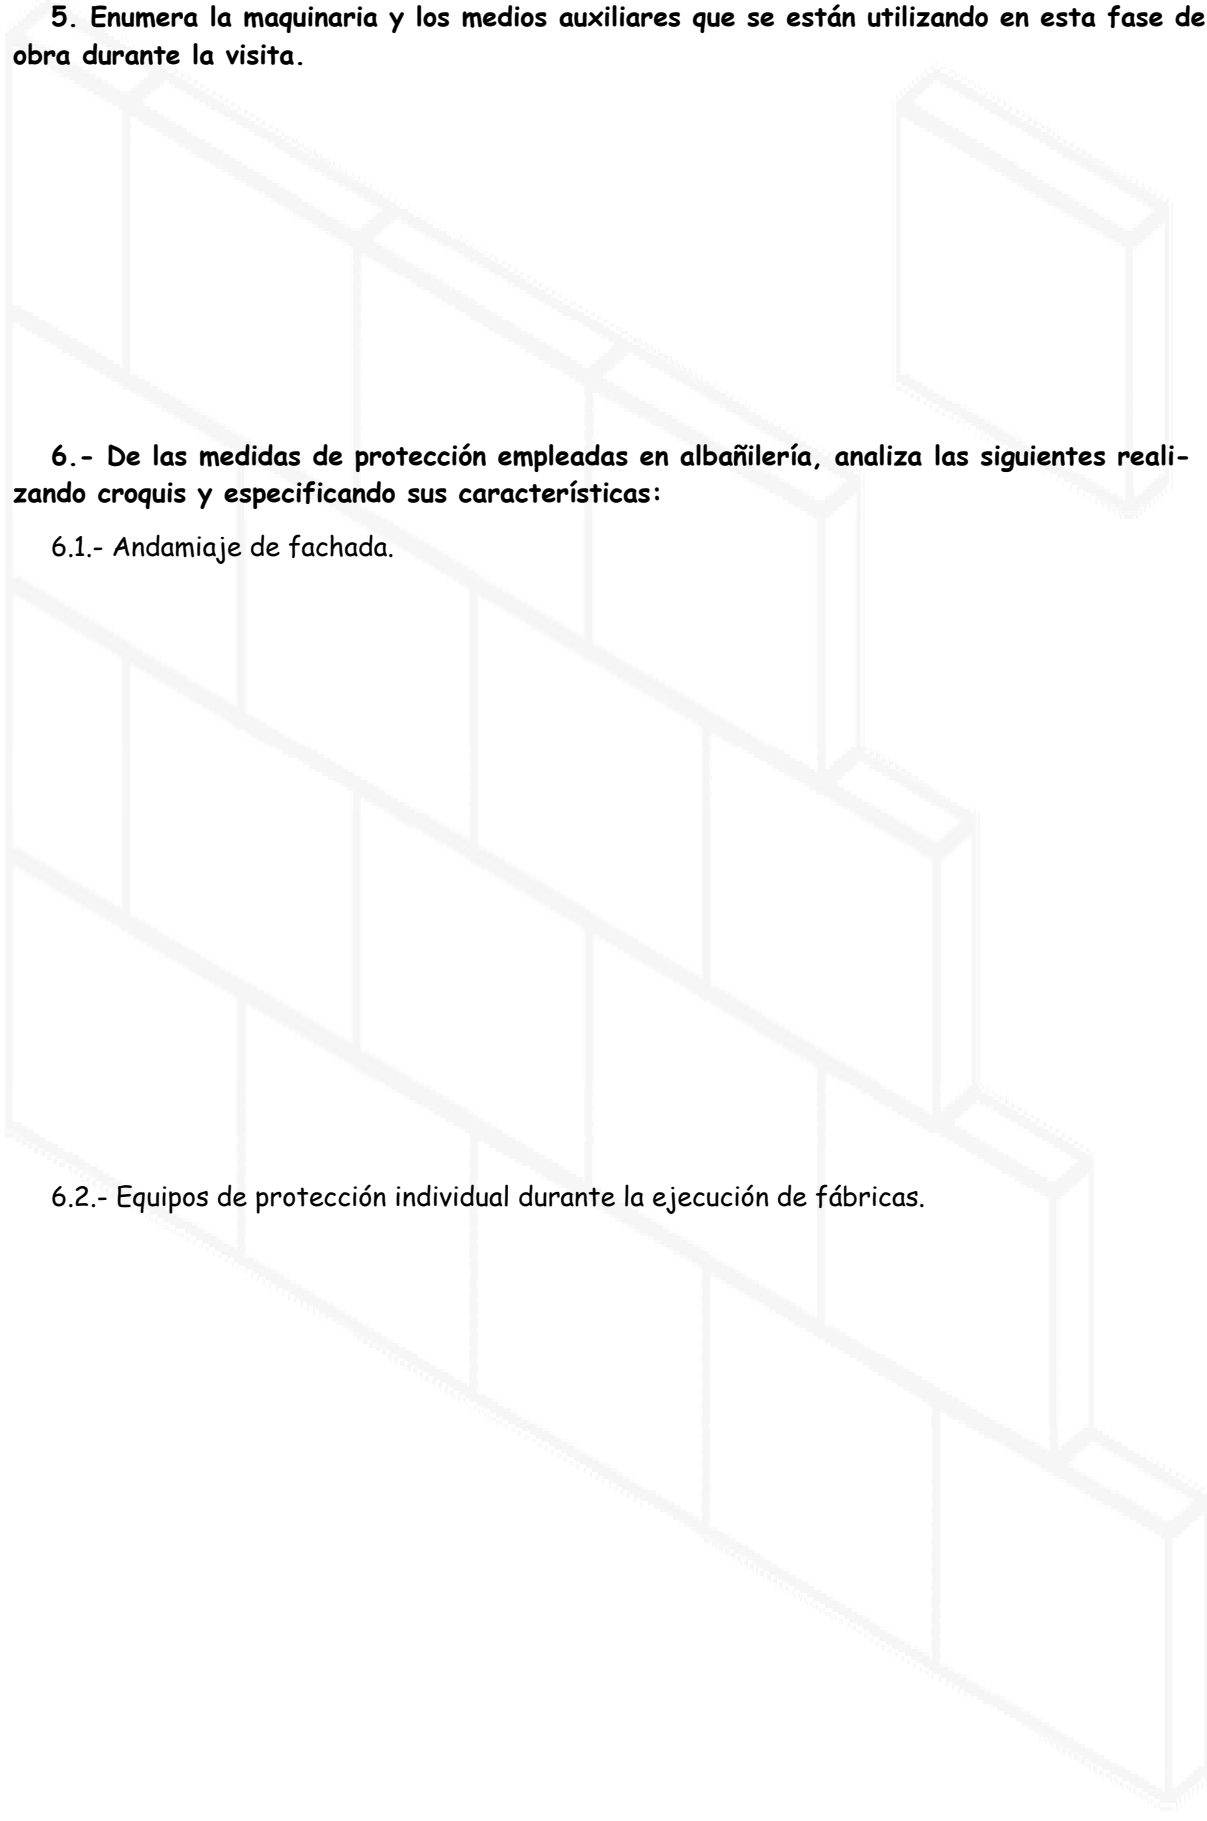 5. Enumera la maquinaria y los medios auxiliares que se están utilizando en esta fase de
obra durante la visita.
6.- De las medidas de protección empleadas en albañilería, analiza las siguientes reali-
zando croquis y especificando sus características:
6.1.- Andamiaje de fachada.
6.2.- Equipos de protección individual durante la ejecución de fábricas.